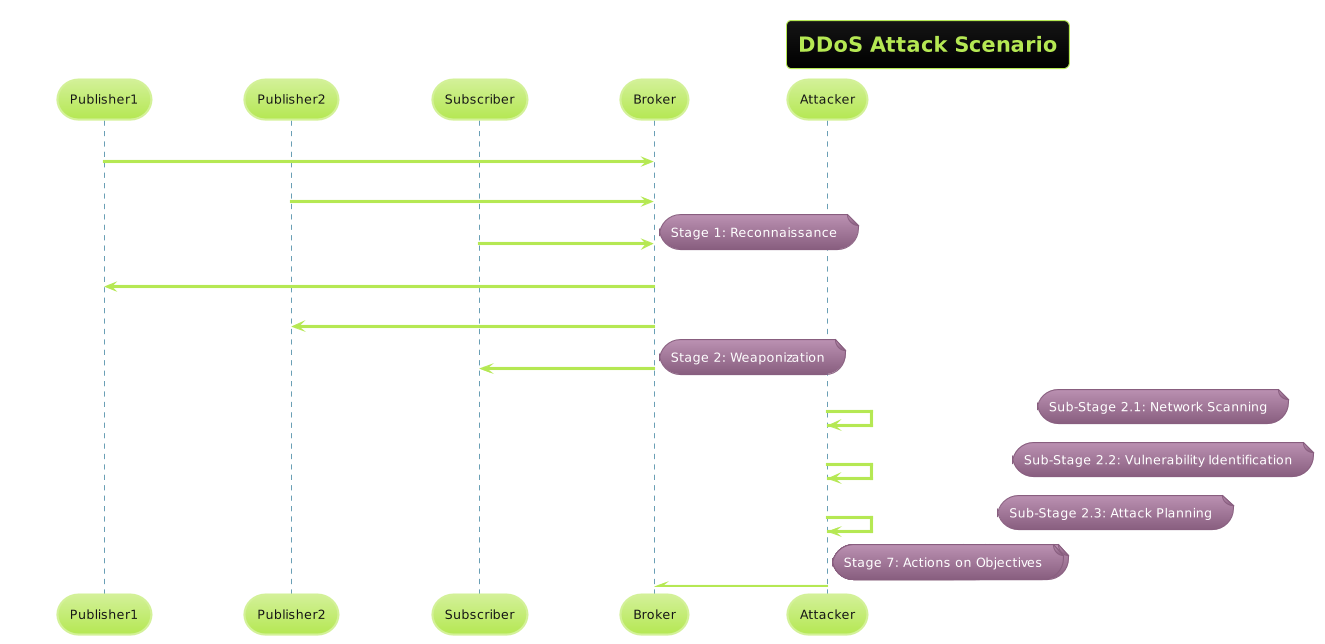 DDoS Attack Scenario
Publisher1
Publisher2
Subscriber
Broker
Attacker
Stage 1: Reconnaissance
Stage 2: Weaponization
Sub-Stage 2.1: Network Scanning
Sub-Stage 2.2: Vulnerability Identification
Sub-Stage 2.3: Attack Planning
Stage 7: Actions on Objectives
Publisher1
Publisher2
Subscriber
Broker
Attacker